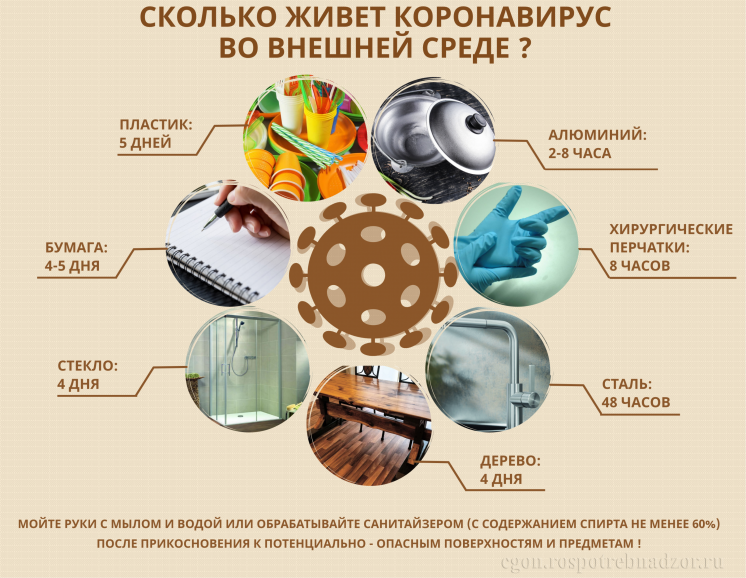 СКОЛЬКО ЖИВЕТ КОРОНАВИРУС
ВО ВНЕШНЕЙ СРЕДЕ ?
ПЛАСТИК:
5 ДНЕЙ
АЛЮМИНИЙ:
2-8 ЧАСА
БУМАГА:
4-5 ДНЯ
ХИРУРГИЧЕСКИЕ
ПЕРЧАТКИ:
8 ЧАСОВ
СТЕКЛО:
4 ДНЯ
СТАЛЬ:
48 ЧАСОВ
ДЕРЕВО:
4 ДНЯ
МОЙТЕ РУКИ С МЫЛОМ И ВОДОЙ ИЛИ ОБРАБАТЫВАЙТЕ САНИТАЙЗЕРОМ (С СОДЕРЖАНИЕМ СПИРТА НЕ МЕНЕЕ 60%)
ПОСЛЕ ПРИКОСНОВЕНИЯ К ПОТЕНЦИАЛЬНО - ОПАСНЫМ ПОВЕРХНОСТЯМ И ПРЕДМЕТАМ !
cgon.rospotrebnadzor.ru